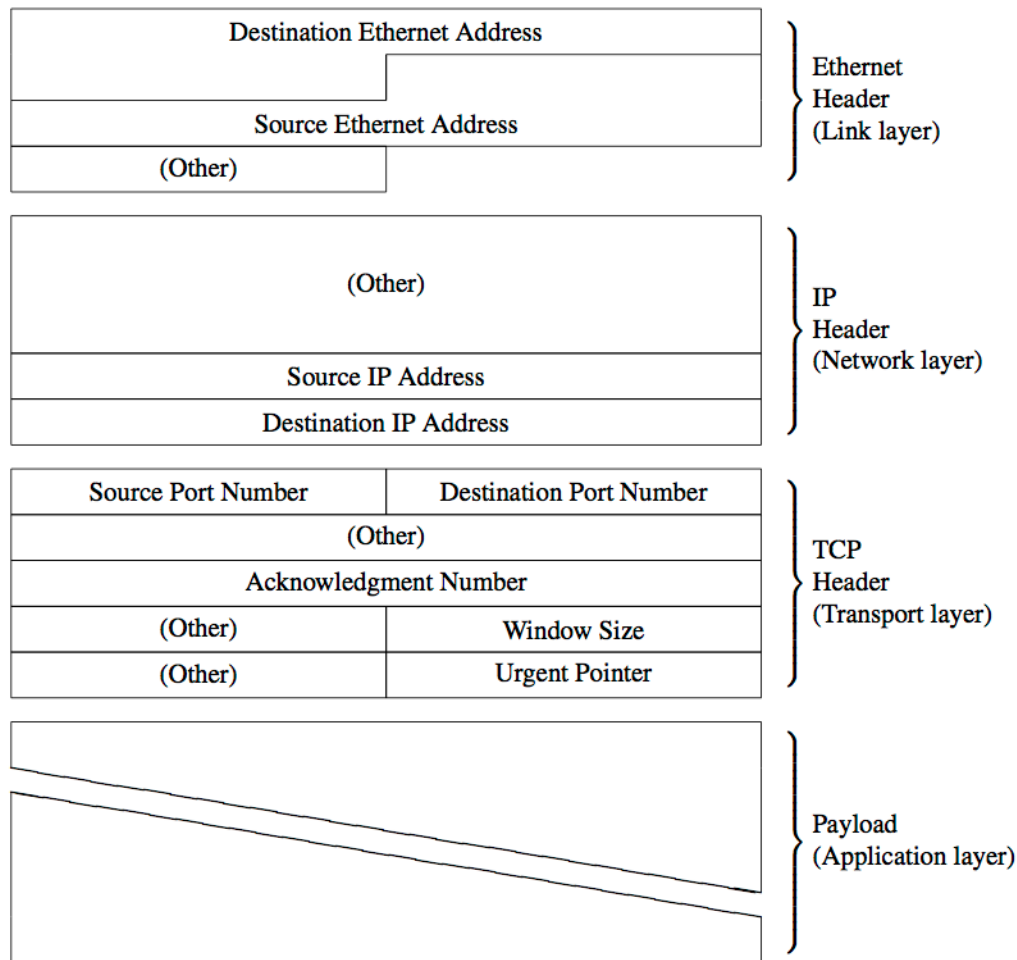 Destination Ethernet Address
Source Ethernet Address
(Other)
Ethernet
Header
(Link layer)
(Other)
Source IP Address
Destination IP Address
IP
Header
(Network layer)
Source Port Number
Destination Port Number
(Other)
Acknowledgment Number
(Other)
Window Size
(Other)
Urgent Pointer
TCP
Header
(Transport layer)
Payload
(Application layer)